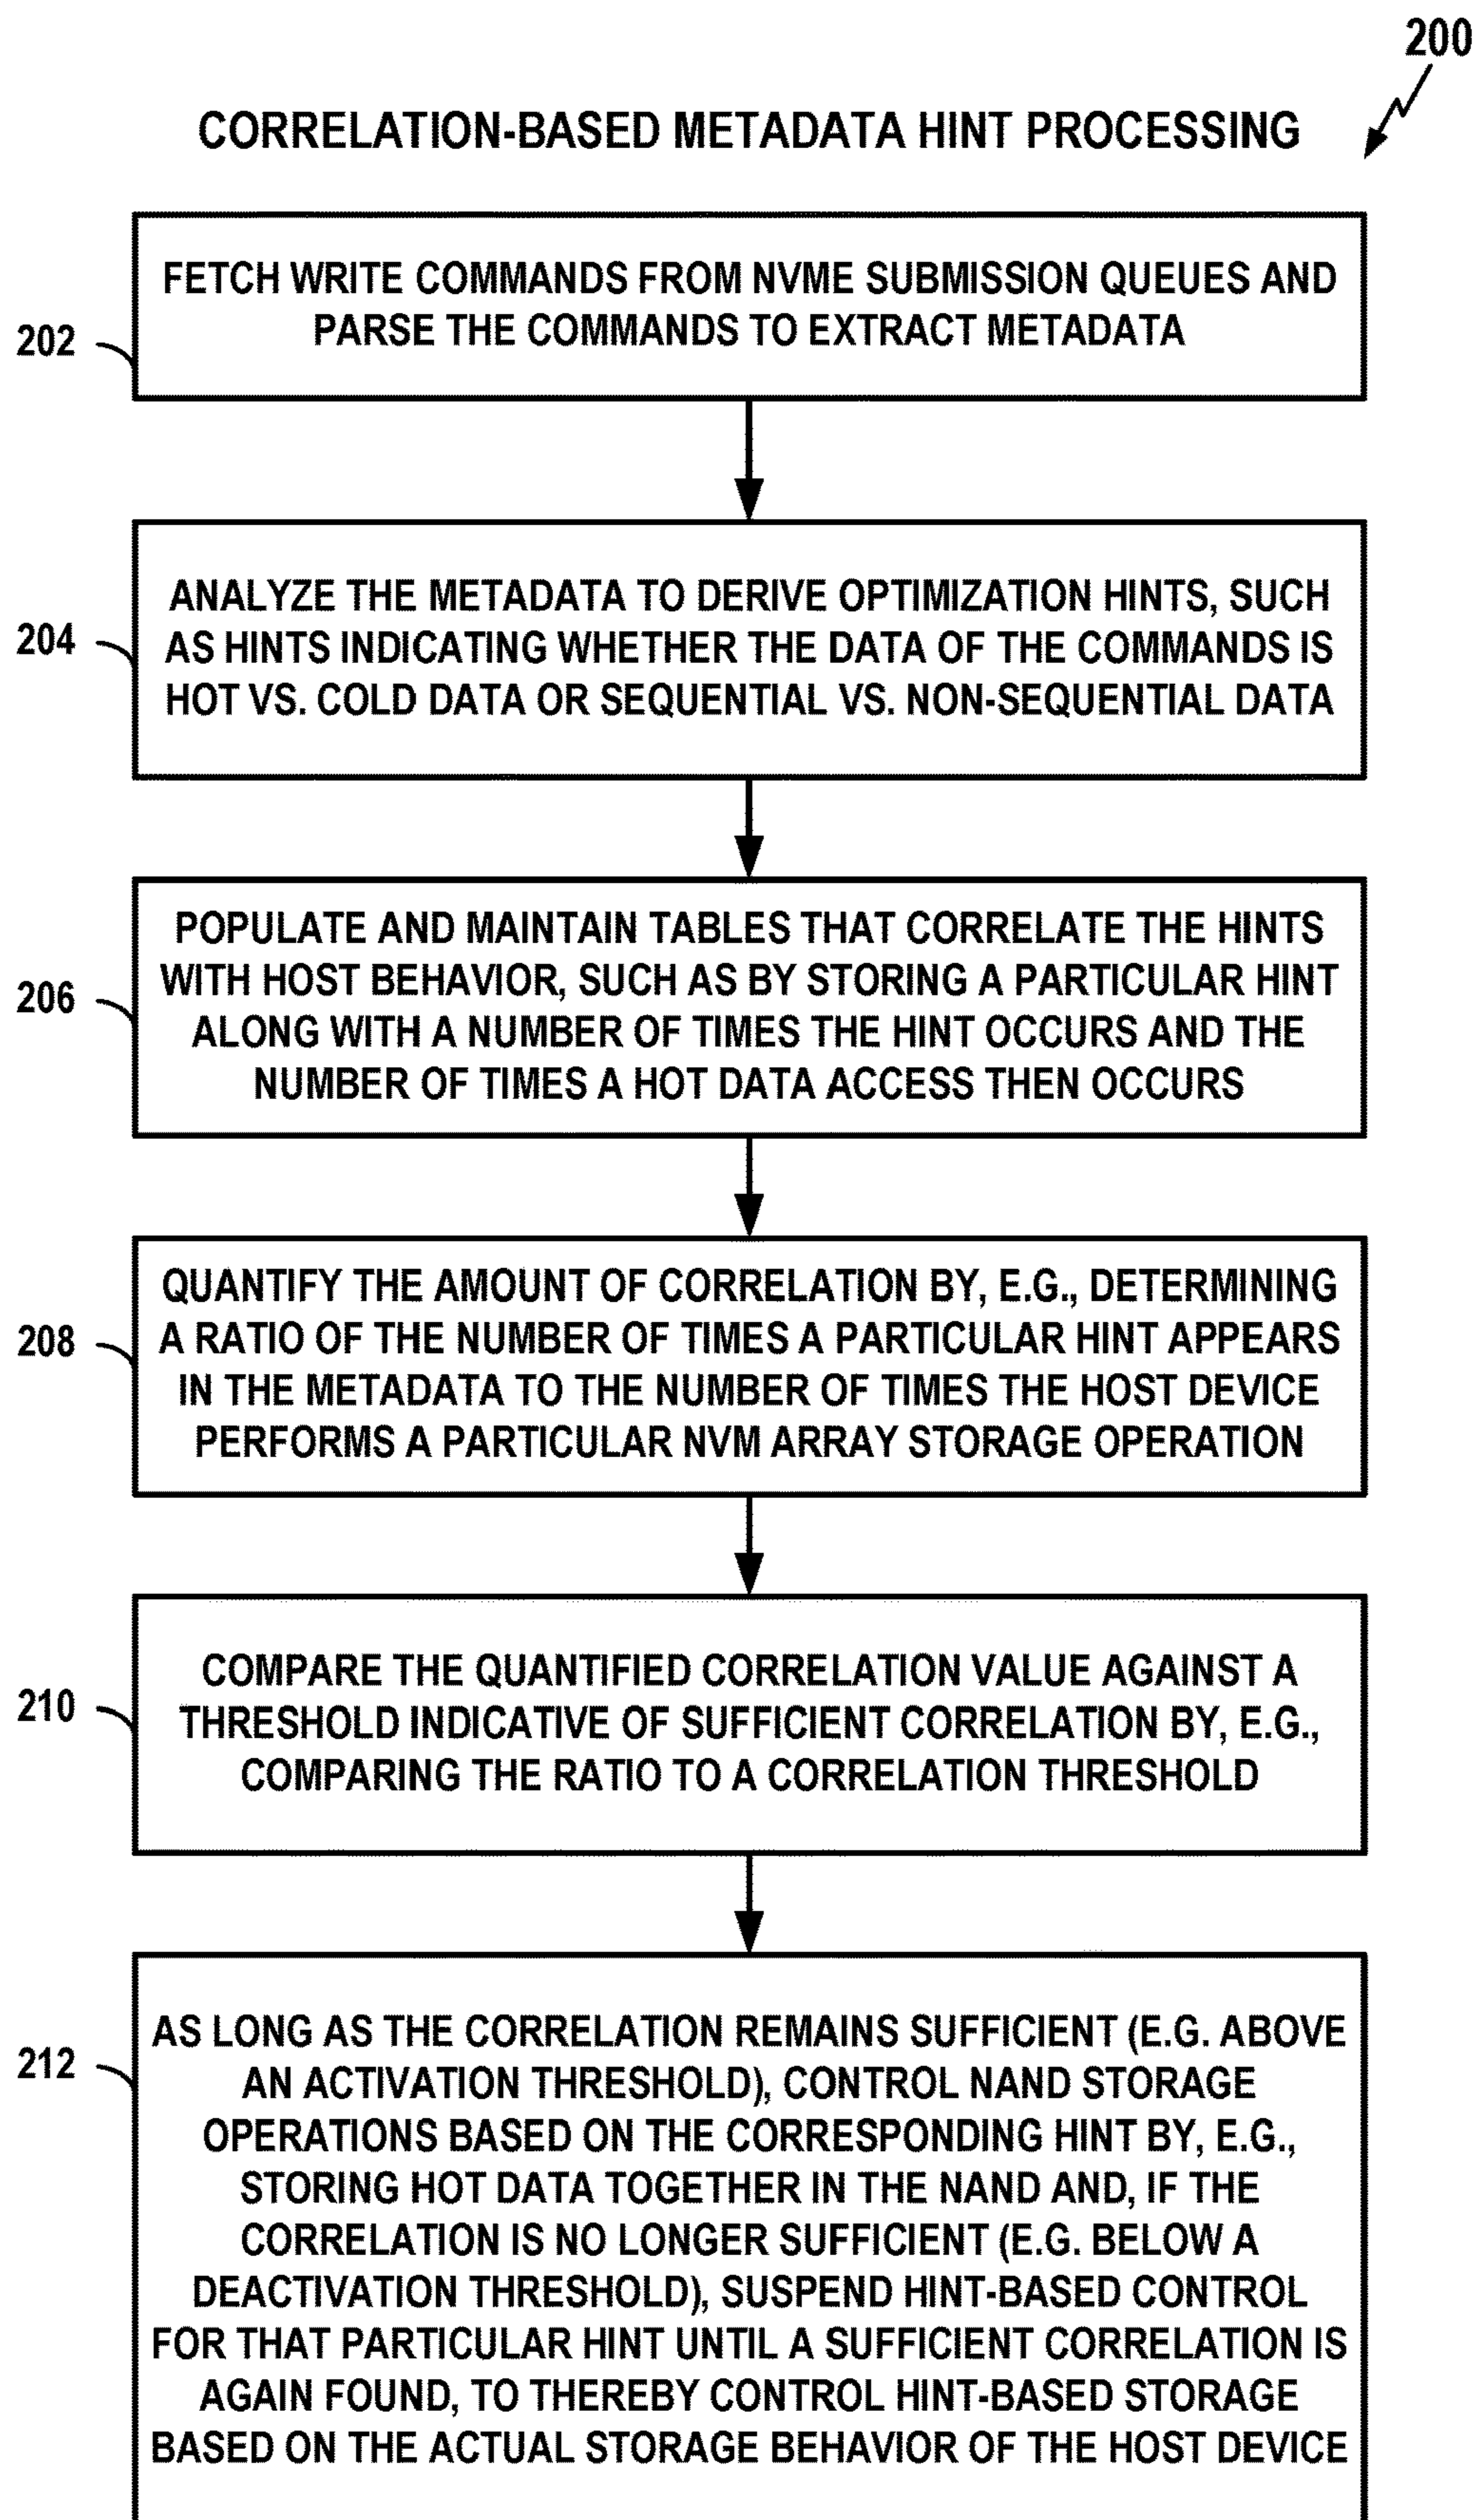 200
CORRELATION-BASED METADATA HINT PROCESSING
FETCH WRITE COMMANDS FROM NVME SUBMISSION QUEUES AND
PARSE THE COMMANDS TO EXTRACT METADATA
202
ANALYZE THE METADATA TO DERIVE OPTIMIZATION HINTS, SUCH
AS HINTS INDICATING WHETHER THE DATA OF THE COMMANDS IS
HOT VS. COLD DATA OR SEQUENTIAL VS. NON-SEQUENTIAL DATA
204
POPULATE AND MAINTAIN TABLES THAT CORRELATE THE HINTS
WITH HOST BEHAVIOR, SUCH AS BY STORING A PARTICULAR HINT
ALONG WITH A NUMBER OF TIMES THE HINT OCCURS AND THE
NUMBER OF TIMES A HOT DATA ACCESS THEN OCCURS
206
QUANTIFY THE AMOUNT OF CORRELATION BY, E.G., DETERMINING
A RATIO OF THE NUMBER OF TIMES A PARTICULAR HINT APPEARS
IN THE METADATA TO THE NUMBER OF TIMES THE HOST DEVICE
PERFORMS A PARTICULAR NVM ARRAY STORAGE OPERATION
208
COMPARE THE QUANTIFIED CORRELATION VALUE AGAINST A
THRESHOLD INDICATIVE OF SUFFICIENT CORRELATION BY, E.G.,
COMPARING THE RATIO TO A CORRELATION THRESHOLD
210
AS LONG AS THE CORRELATION REMAINS SUFFICIENT (E.G. ABOVE
AN ACTIVATION THRESHOLD), CONTROL NAND STORAGE
OPERATIONS BASED ON THE CORRESPONDING HINT BY, E.G.,
STORING HOT DATA TOGETHER IN THE NAND AND, IF THE
CORRELATION IS NO LONGER SUFFICIENT (E.G. BELOW A
DEACTIVATION THRESHOLD), SUSPEND HINT-BASED CONTROL
FOR THAT PARTICULAR HINT UNTIL A SUFFICIENT CORRELATION IS
AGAIN FOUND, TO THEREBY CONTROL HINT-BASED STORAGE
BASED ON THE ACTUAL STORAGE BEHAVIOR OF THE HOST DEVICE
212